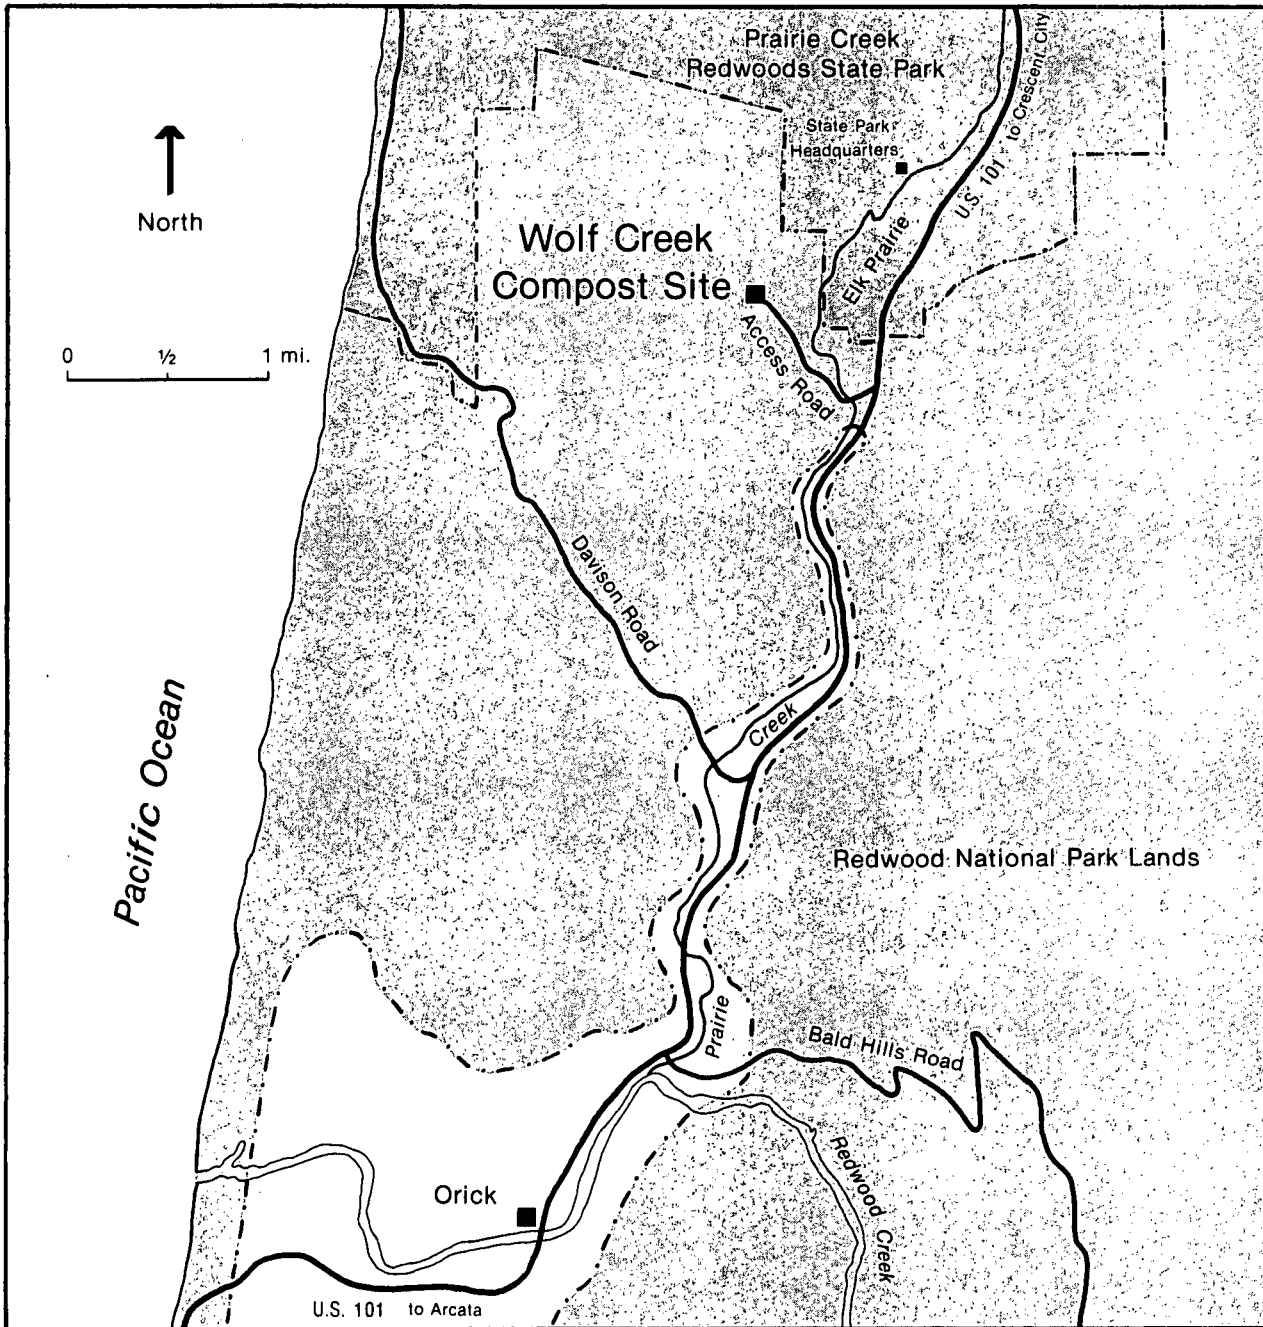 Prairie Creek
Redwoods State Park
State Park
Headquarters
to Crescent City
U.S. 101
North
Wolf Creek
Compost Site
Elk Prairie
Access Road
0 ½ 1 mi.
Davison Road
Creek
Pacific Ocean
Redwood National Park Lands
Prairie
Bald Hills Road
Redwood Creek
Orick
U.S. 101 to Arcata